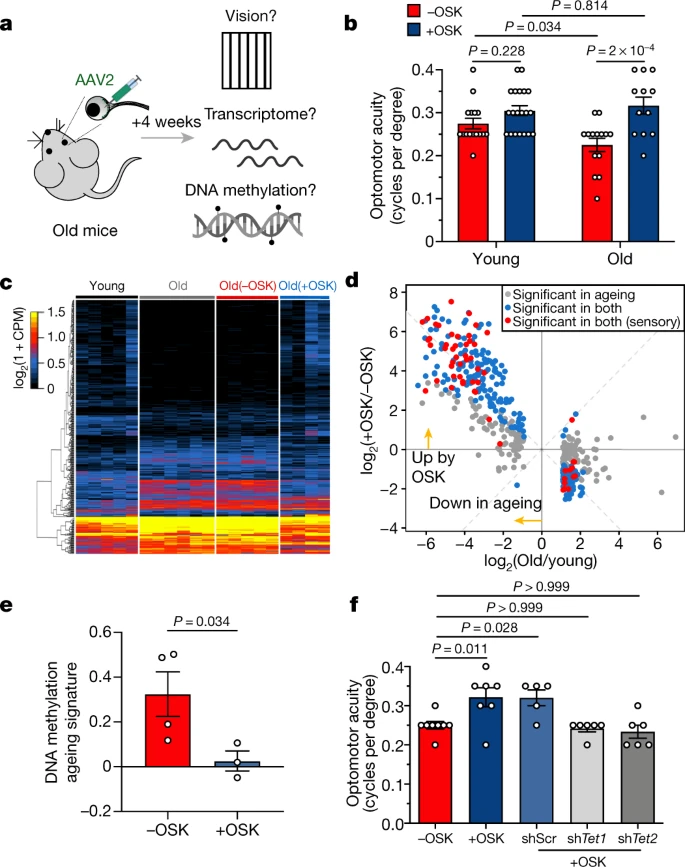 a
Vision?
AAV2
+4 weeks
Transcriptome?
DNA methylation?
Old mice
b
–OSK
+OSK
P = 0.814
P = 0.034
P = 0.228
P = 2 × 10⁻⁴
Optomotor acuity
(cycles per degree)
0.4
0.3
0.2
0.1
0
Young
Old
c
Young
Old
Old(–OSK)
Old(+OSK)
log₂(1 + CPM)
1.5
1.0
0.5
0
d
Significant in ageing
Significant in both
Significant in both (sensory)
log₂(+OSK/–OSK)
8
6
4
2
0
–2
–4
Up by
OSK
Down in ageing
–6
–4
–2
0
2
4
6
log₂(Old/young)
e
P = 0.034
DNA methylation
ageing signature
0.6
0.4
0.2
0
–0.2
–OSK
+OSK
f
P > 0.999
P > 0.999
P = 0.028
P = 0.011
Optomotor acuity
(cycles per degree)
0.4
0.3
0.2
0.1
0.0
–OSK
+OSK
shScr
shTet1
shTet2
+OSK